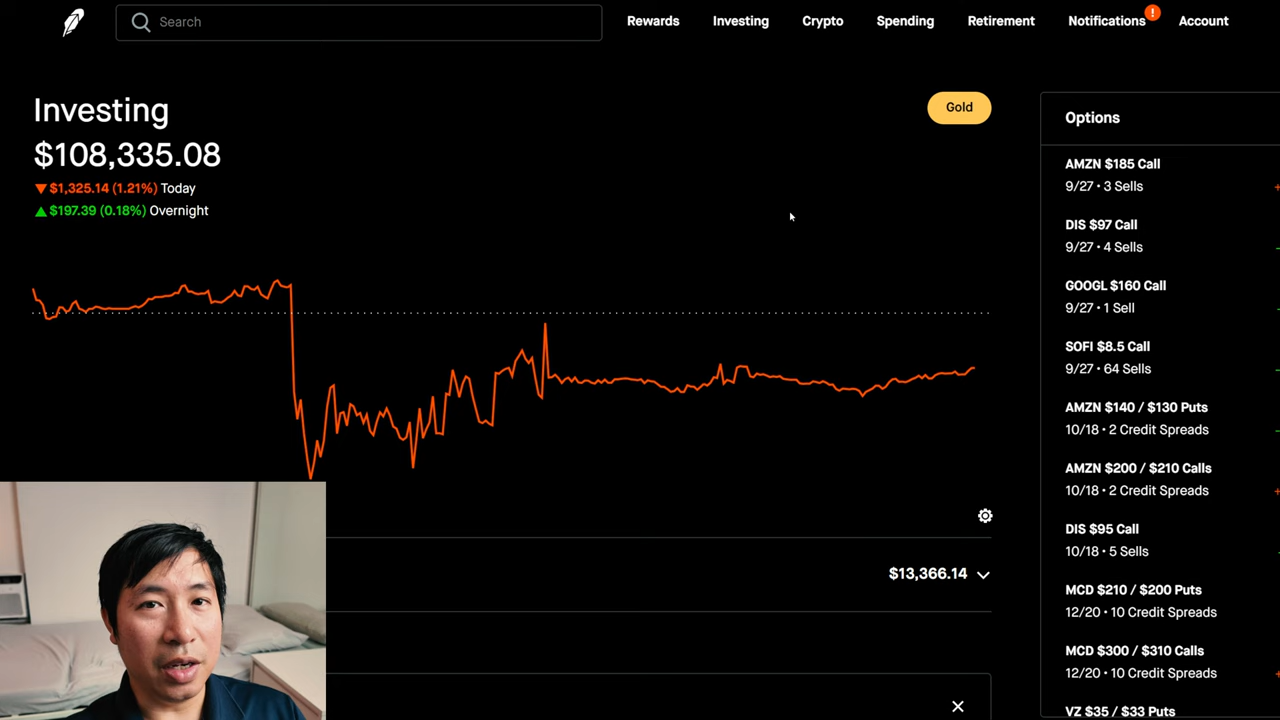 Search
Rewards
Investing
Crypto
Spending
Retirement
Notifications
!
Account
Investing
$108,335.08
$1,325.14 (1.21%) Today
$197.39 (0.18%) Overnight
Gold
$13,366.14
Options
AMZN $185 Call
9/27 • 3 Sells
DIS $97 Call
9/27 • 4 Sells
GOOGL $160 Call
9/27 • 1 Sell
SOFI $8.5 Call
9/27 • 64 Sells
AMZN $140 / $130 Puts
10/18 • 2 Credit Spreads
AMZN $200 / $210 Calls
10/18 • 2 Credit Spreads
DIS $95 Call
10/18 • 5 Sells
MCD $210 / $200 Puts
12/20 • 10 Credit Spreads
MCD $300 / $310 Calls
12/20 • 10 Credit Spreads
VZ $35 / $33 Puts